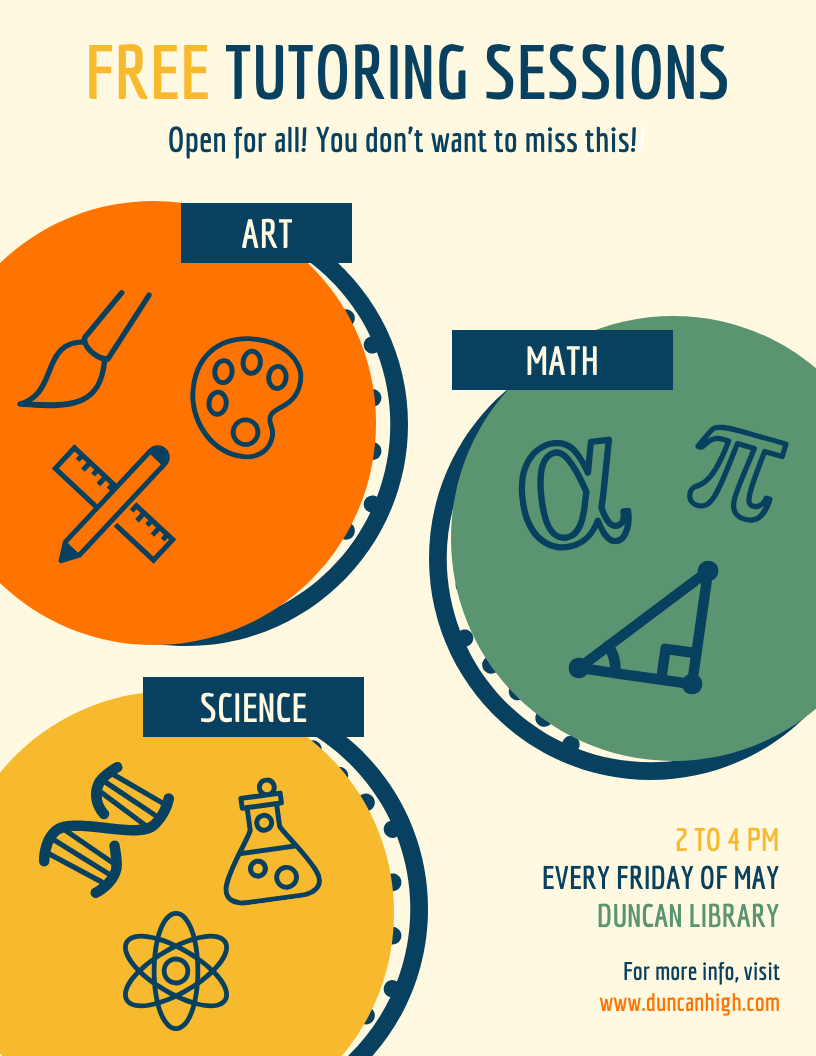 FREE TUTORING SESSIONS
Open for all! You don't want to miss this!
ART
MATH
α π
SCIENCE
2 TO 4 PM
EVERY FRIDAY OF MAY
DUNCAN LIBRARY
For more info, visit
www.duncanhigh.com